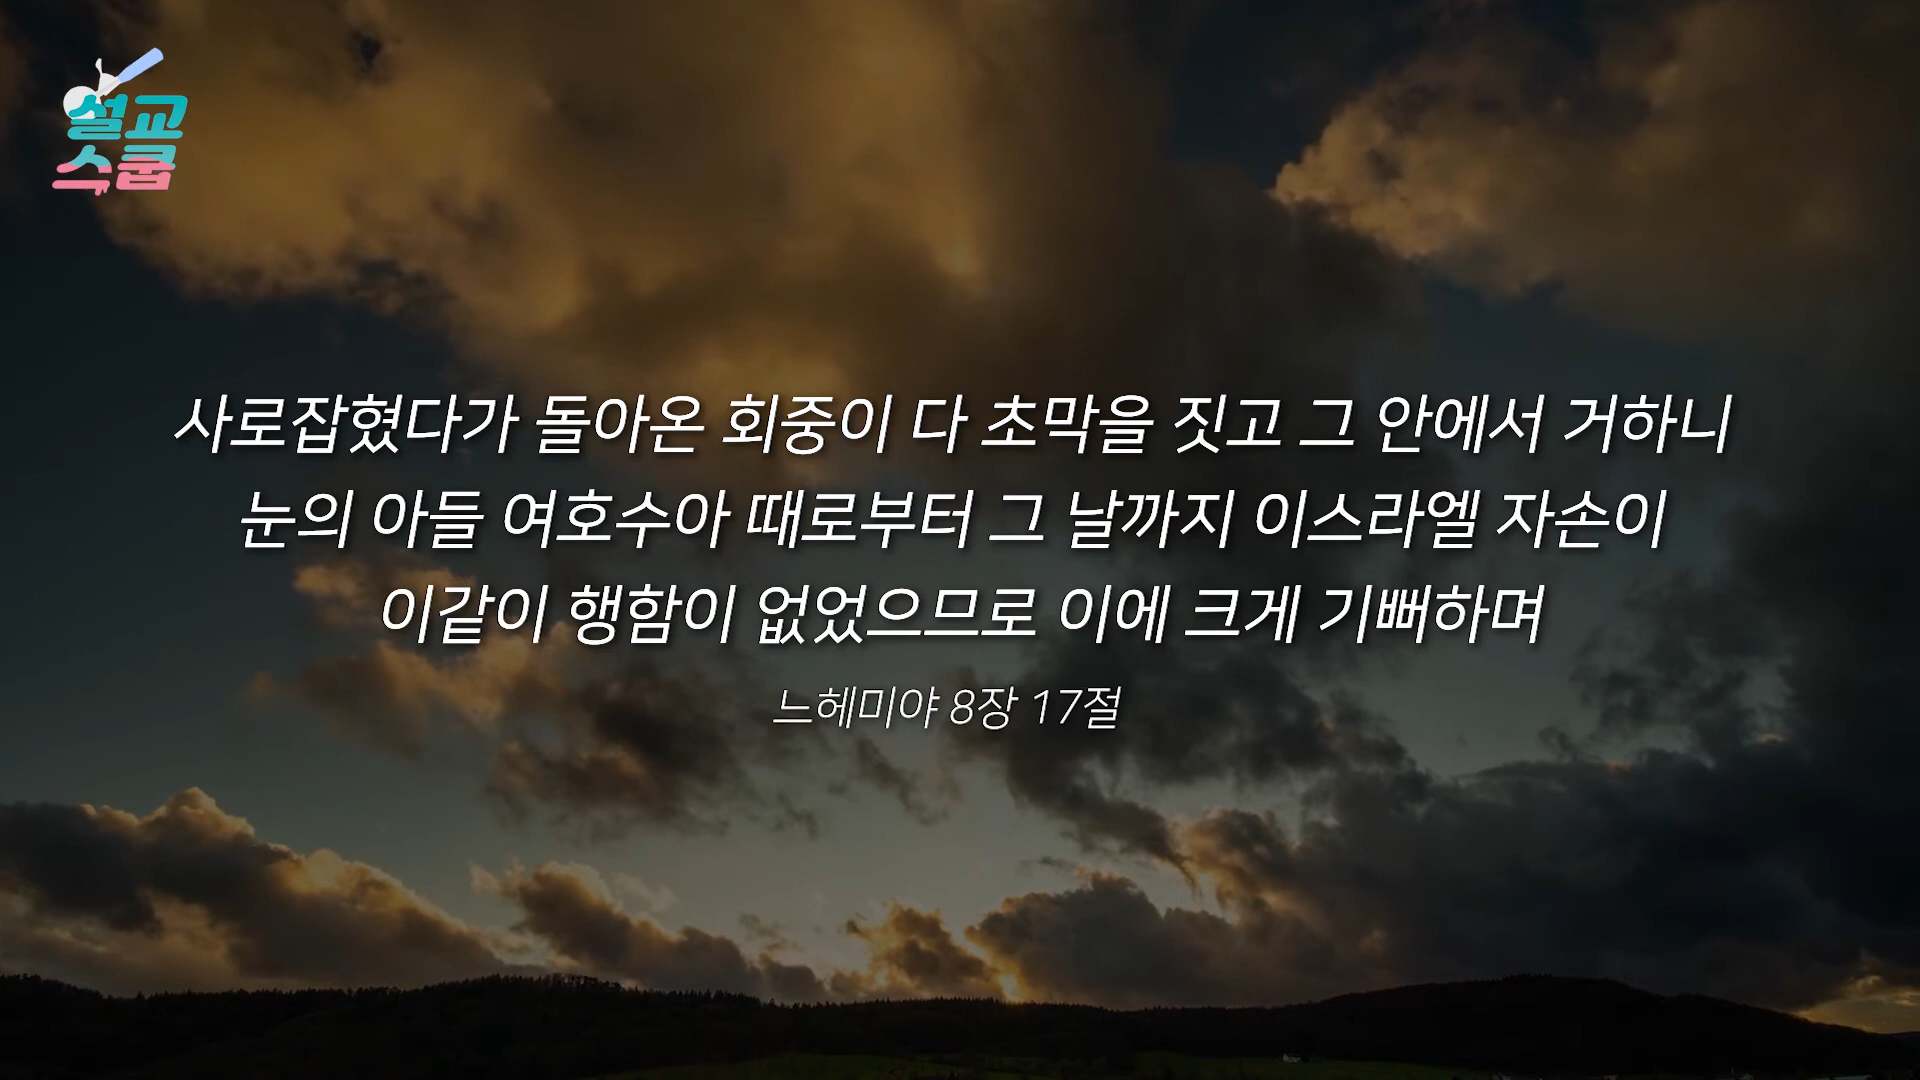 설교
스쿱
사로잡혔다가 돌아온 회중이 다 초막을 짓고 그 안에서 거하니
눈의 아들 여호수아 때로부터 그 날까지 이스라엘 자손이
이같이 행함이 없었으므로 이에 크게 기뻐하며
느헤미야 8장 17절